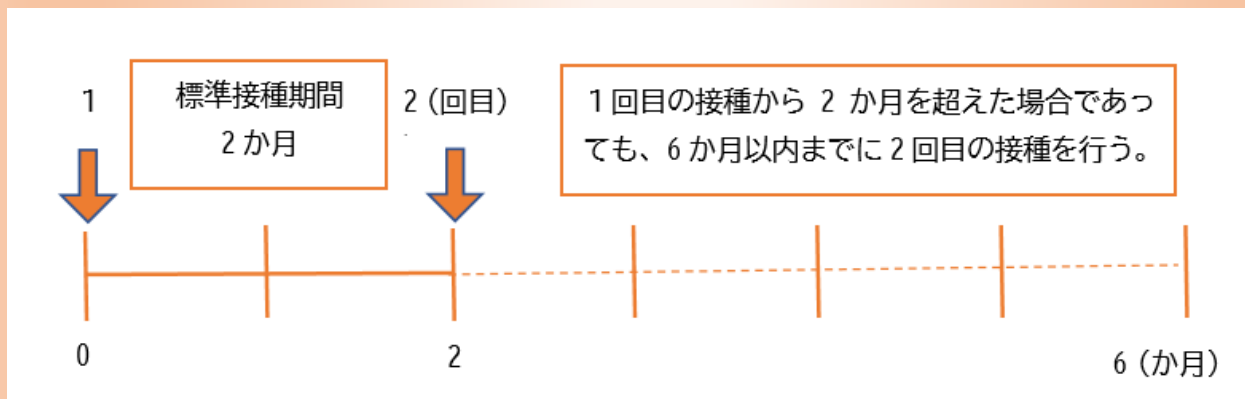 1
標準接種期間
2か月
2（回目）
１回目の接種から 2 か月を超えた場合であっ
ても、6か月以内までに2回目の接種を行う。
0
2
6（か月）